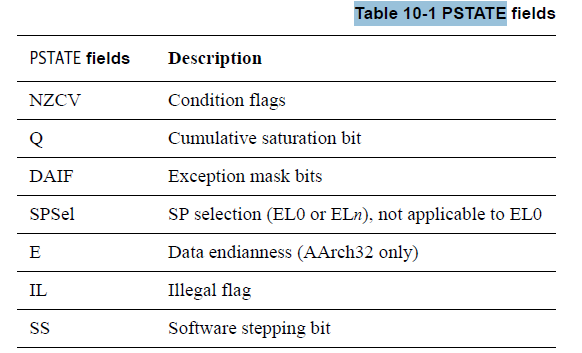 Table 10-1 PSTATE fields
PSTATE fields Description
NZCV Condition flags
Q Cumulative saturation bit
DAIF Exception mask bits
SPSel SP selection (EL0 or ELn), not applicable to EL0
E Data endianness (AArch32 only)
IL Illegal flag
SS Software stepping bit